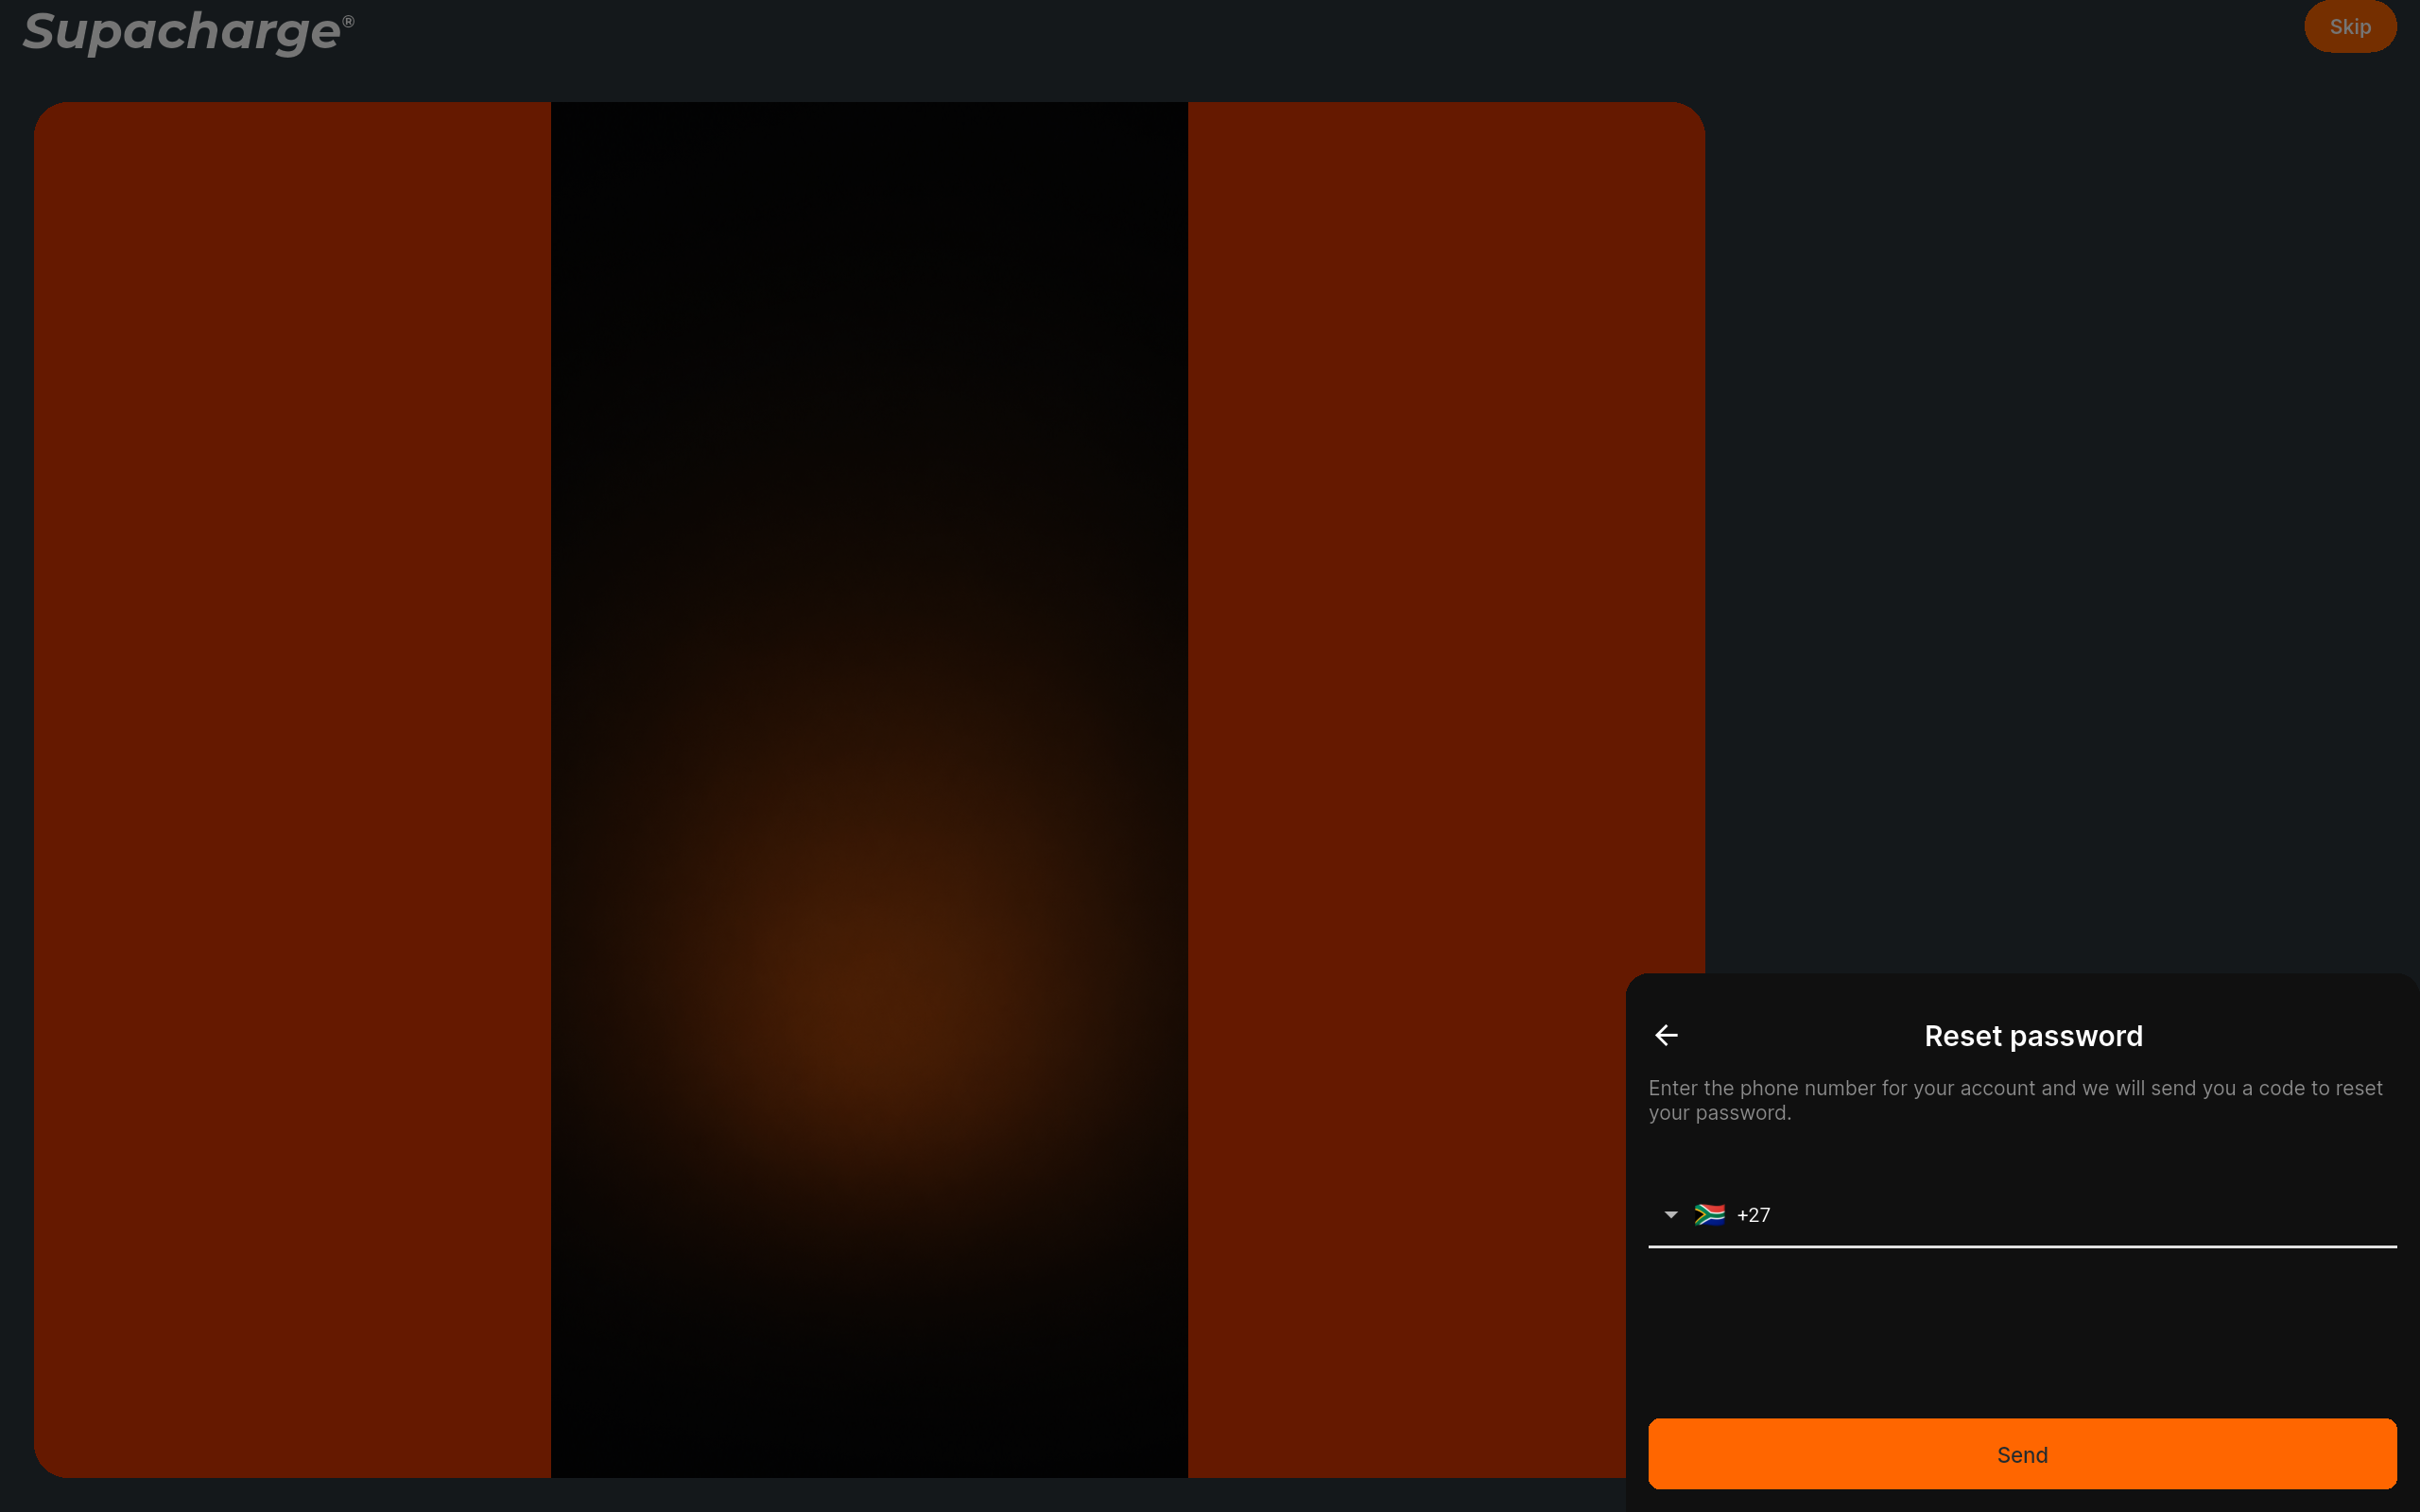 Supacharge®
Skip
Reset password
Enter the phone number for your account and we will send you a code to reset
your password.
+27
Send